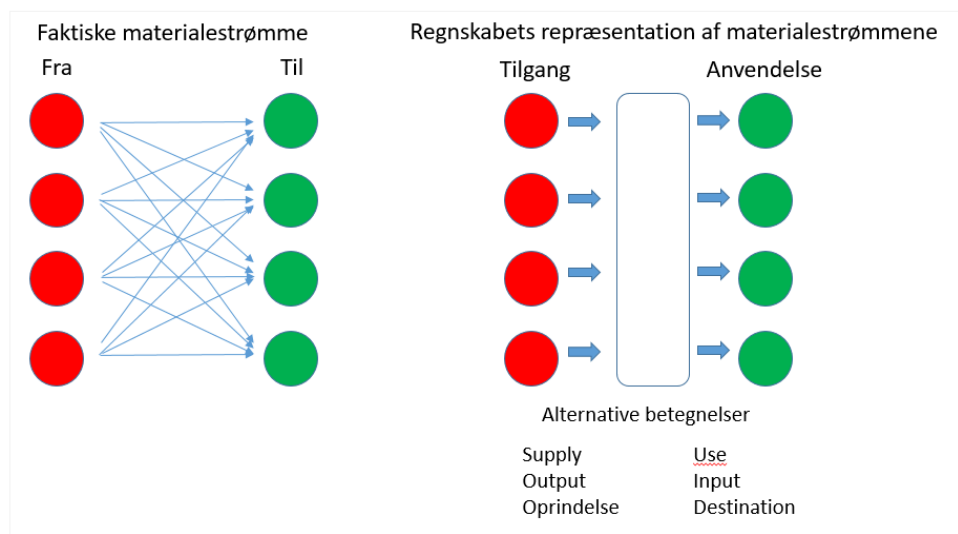 Faktiske materialestrømme
Fra
Til
Regnskabets repræsentation af materialestrømmene
Tilgang
Anvendelse
Alternative betegnelser
Supply
Use
Output
Input
Oprindelse
Destination